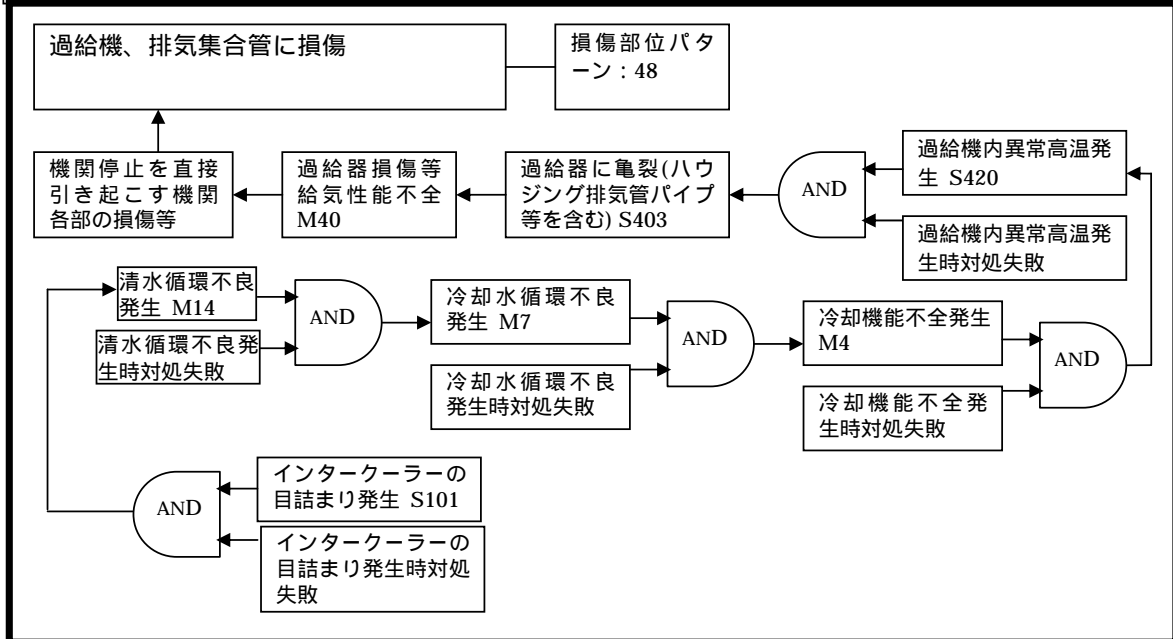 過給機、排気集合管に損傷
損傷部位パタ
ーン：48
機関停止を直接
引き起こす機関
各部の損傷等
過給器損傷等
給気性能不全
M40
過給器に亀裂(ハウ
ジング排気管パイプ
等を含む) S403
AND
過給機内異常高温発
生 S420
過給機内異常高温発
生時対処失敗
清水循環不良
発生 M14
清水循環不良発
生時対処失敗
AND
冷却水循環不良
発生 M7
冷却水循環不良
発生時対処失敗
AND
冷却機能不全発生
M4
冷却機能不全発
生時対処失敗
AND
AND
インタークーラーの
目詰まり発生 S101
インタークーラーの
目詰まり発生時対処
失敗